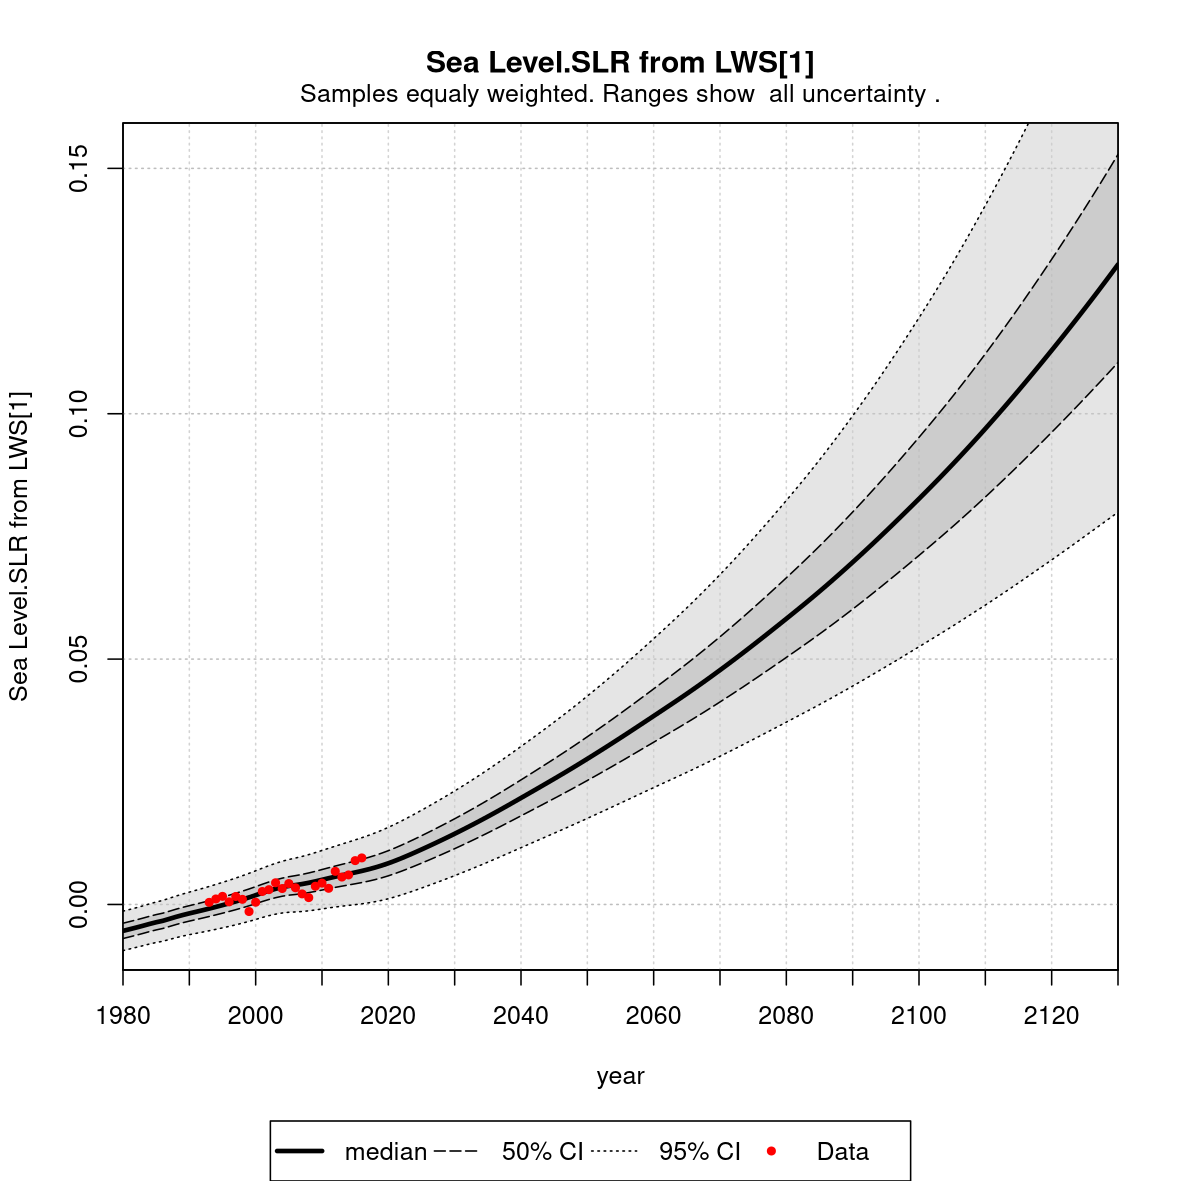 Sea Level.SLR from LWS[1]
Samples equaly weighted. Ranges show  all uncertainty .
Sea Level.SLR from LWS[1]
0.15
0.10
0.05
0.00
1980 2000 2020 2040 2060 2080 2100 2120
year
median 50% CI 95% CI Data